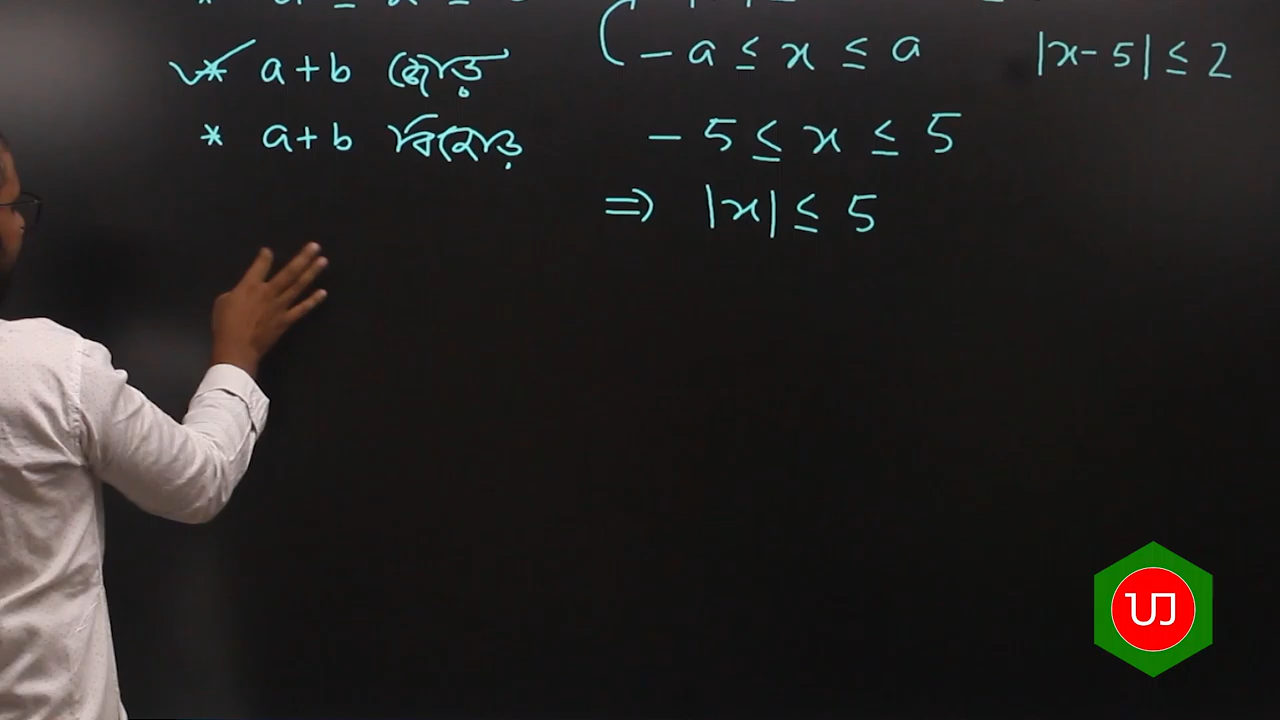 * a + b জোড়
* a + b বিজোড়
- a ≤ x ≤ a
- 5 ≤ x ≤ 5
⇒ |x| ≤ 5
|x - 5| ≤ 2